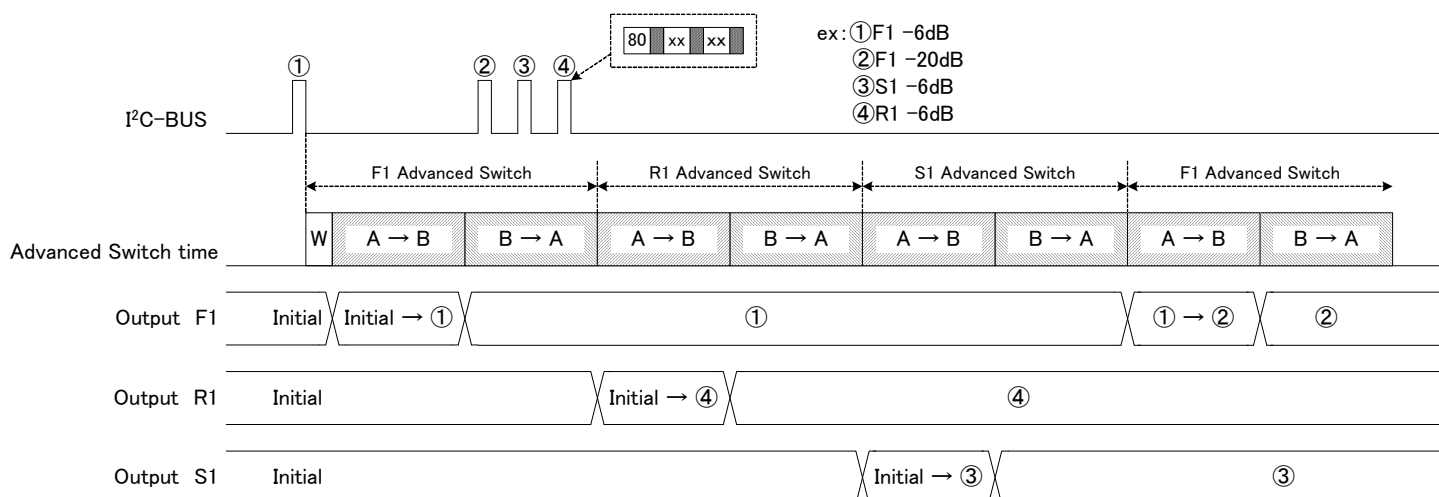 80 xx xx
ex:①F1 -6dB
②F1 -20dB
③S1 -6dB
④R1 -6dB
① ② ③ ④
I²C-BUS
F1 Advanced Switch R1 Advanced Switch S1 Advanced Switch F1 Advanced Switch
Advanced Switch time W A → B B → A A → B B → A A → B B → A A → B B → A
Output F1 Initial Initial → ① ① ① → ② ②
Output R1 Initial Initial → ④ ④
Output S1 Initial Initial → ③ ③